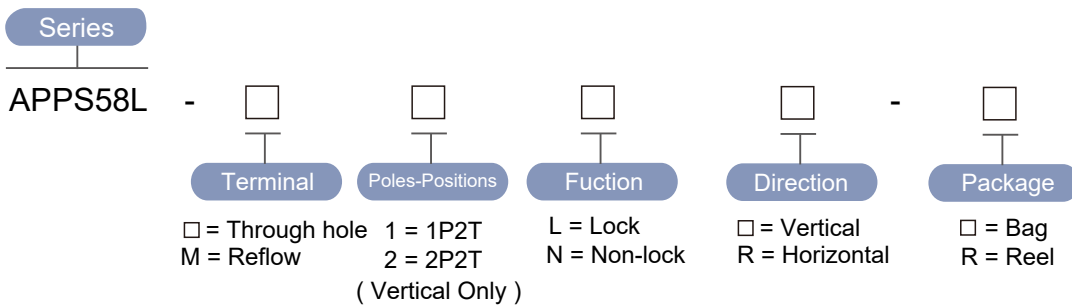 Series
APPS58L - □ □ □ □ - □
Terminal Poles-Positions Fuction Direction Package
□ = Through hole 1 = 1P2T L = Lock □ = Vertical □ = Bag
M = Reflow 2 = 2P2T N = Non-lock R = Horizontal R = Reel
( Vertical Only )